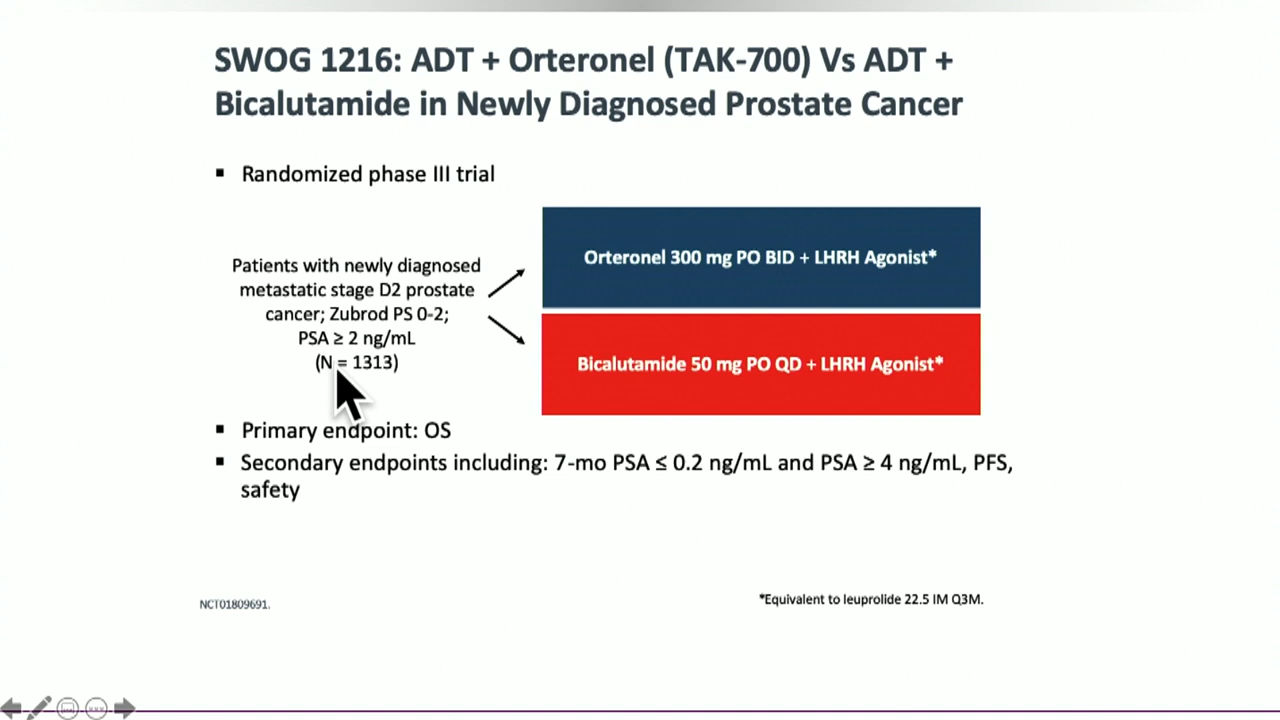 SWOG 1216: ADT + Orteronel (TAK-700) Vs ADT +
Bicalutamide in Newly Diagnosed Prostate Cancer
▪ Randomized phase III trial
Patients with newly diagnosed
metastatic stage D2 prostate
cancer; Zubrod PS 0-2;
PSA ≥ 2 ng/mL
(N = 1313)
Orteronel 300 mg PO BID + LHRH Agonist*
Bicalutamide 50 mg PO QD + LHRH Agonist*
▪ Primary endpoint: OS
▪ Secondary endpoints including: 7-mo PSA ≤ 0.2 ng/mL and PSA ≥ 4 ng/mL, PFS,
safety
NCT01809691.
*Equivalent to leuprolide 22.5 IM Q3M.